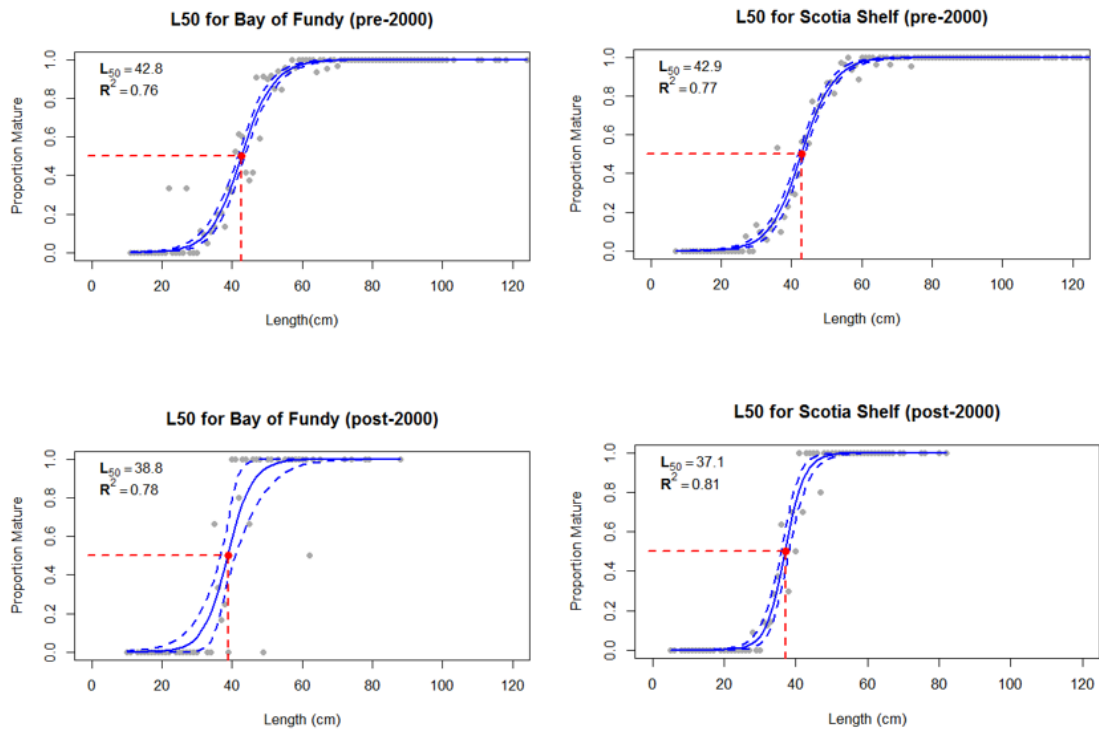 L50 for Bay of Fundy (pre-2000)
L50 = 42.8
R2 = 0.76
Proportion Mature
0.0 0.2 0.4 0.6 0.8 1.0
0 20 40 60 80 100 120
Length(cm)
L50 for Scotia Shelf (pre-2000)
L50 = 42.9
R2 = 0.77
Proportion Mature
0.0 0.2 0.4 0.6 0.8 1.0
0 20 40 60 80 100 120
Length (cm)
L50 for Bay of Fundy (post-2000)
L50 = 38.8
R2 = 0.78
Proportion Mature
0.0 0.2 0.4 0.6 0.8 1.0
0 20 40 60 80 100 120
Length (cm)
L50 for Scotia Shelf (post-2000)
L50 = 37.1
R2 = 0.81
Proportion Mature
0.0 0.2 0.4 0.6 0.8 1.0
0 20 40 60 80 100 120
Length (cm)